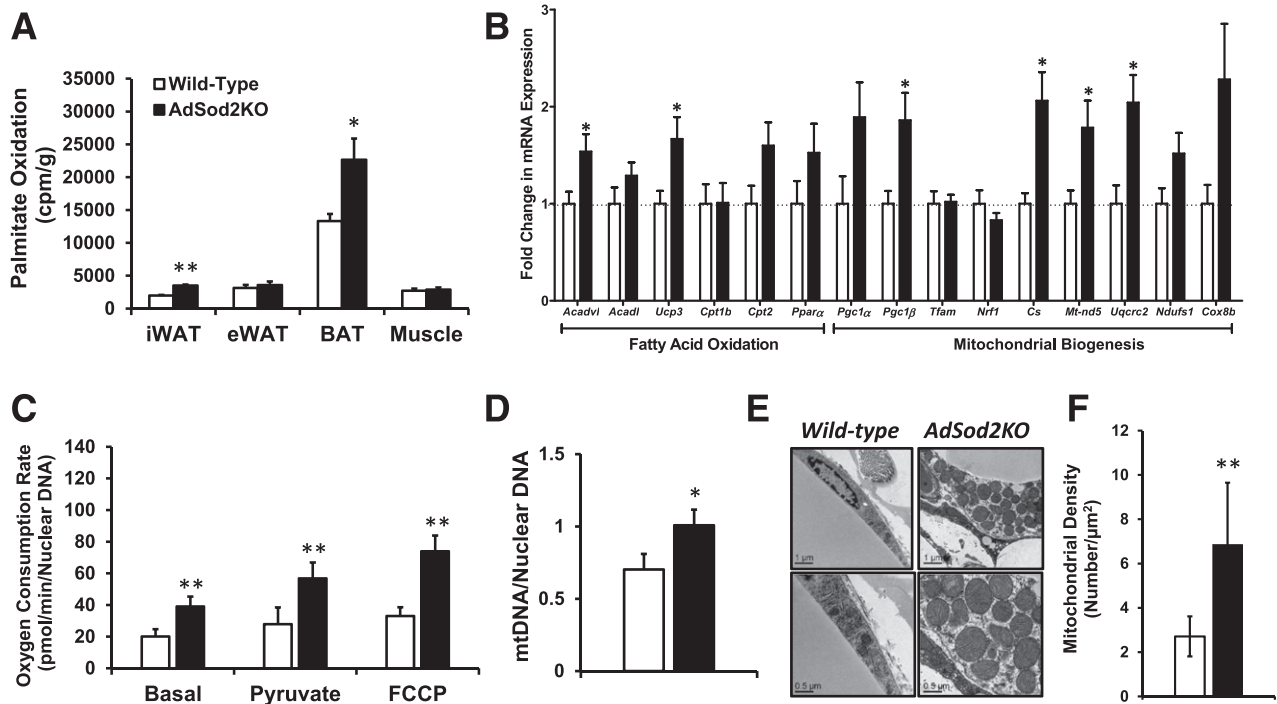 A
Palmitate Oxidation
(cpm/g)
35000
30000
25000
20000
15000
10000
5000
0
Wild-Type
AdSod2KO
**
*
iWAT eWAT BAT Muscle
B
Fold Change in mRNA Expression
3
2
1
0
* * * * * *
Acadvl Acadl Ucp3 Cpt1b Cpt2 Pparα Pgc1α Pgc1β Tfam Nrf1 Cs Mt-nd5 Uqcrc2 Ndufs1 Cox8b
Fatty Acid Oxidation Mitochondrial Biogenesis
C
Oxygen Consumption Rate
(pmol/min/Nuclear DNA)
140
120
100
80
60
40
20
0
** ** **
Basal Pyruvate FCCP
D
mtDNA/Nuclear DNA
1.5
1
0.5
0
*
E
Wild-type AdSod2KO
1 μm 1 μm
0.5 μm 0.5 μm
F
Mitochondrial Density
(Number/μm²)
12
10
8
6
4
2
0
**